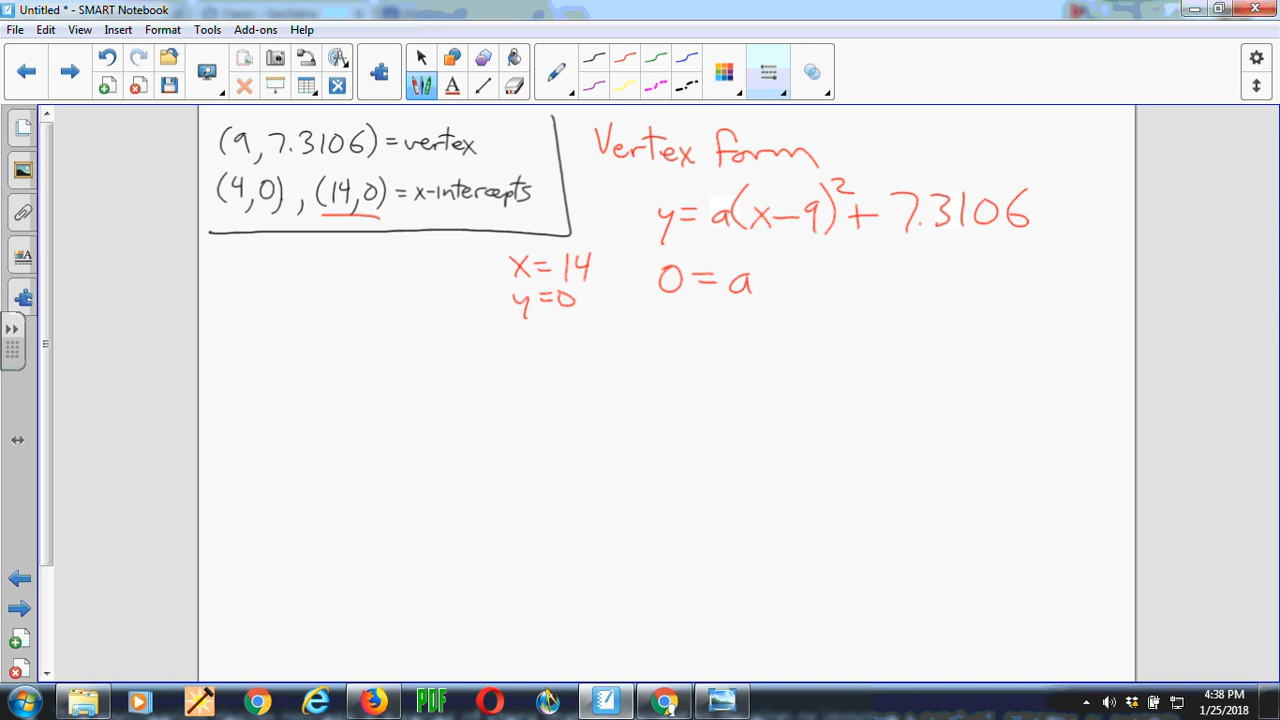 Untitled * - SMART Notebook
File Edit View Insert Format Tools Add-ons Help
(9, 7.3106) = vertex
(4,0) , (14,0) = x-intercepts
Vertex form
y = a(x-9)² + 7.3106
x = 14
y = 0
0 = a
PDF
4:38 PM
1/25/2018